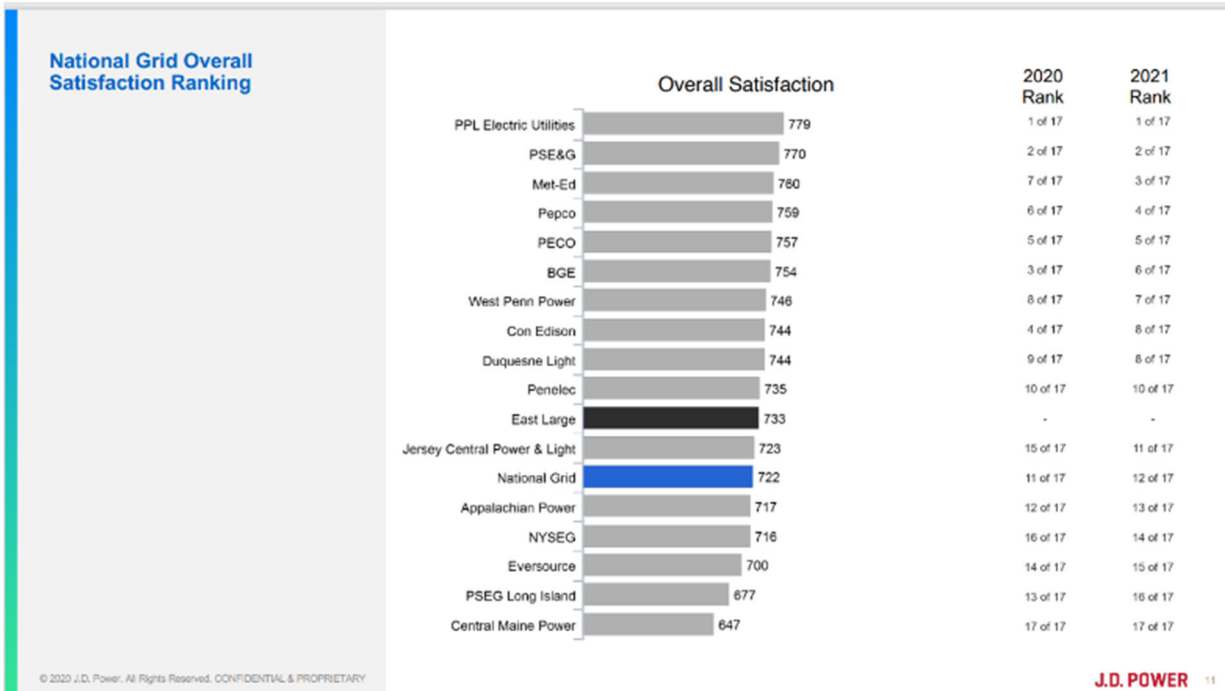 National Grid Overall
Satisfaction Ranking
Overall Satisfaction
2020 Rank
2021 Rank
PPL Electric Utilities 779 1 of 17 1 of 17
PSE&G 770 2 of 17 2 of 17
Met-Ed 760 7 of 17 3 of 17
Pepco 759 6 of 17 4 of 17
PECO 757 5 of 17 5 of 17
BGE 754 3 of 17 6 of 17
West Penn Power 746 8 of 17 7 of 17
Con Edison 744 4 of 17 8 of 17
Duquesne Light 744 9 of 17 8 of 17
Penelec 735 10 of 17 10 of 17
East Large 733 - -
Jersey Central Power & Light 723 15 of 17 11 of 17
National Grid 722 11 of 17 12 of 17
Appalachian Power 717 12 of 17 13 of 17
NYSEG 716 16 of 17 14 of 17
Eversource 700 14 of 17 15 of 17
PSEG Long Island 677 13 of 17 16 of 17
Central Maine Power 647 17 of 17 17 of 17
© 2020 J.D. Power. All Rights Reserved. CONFIDENTIAL & PROPRIETARY
J.D. POWER 11